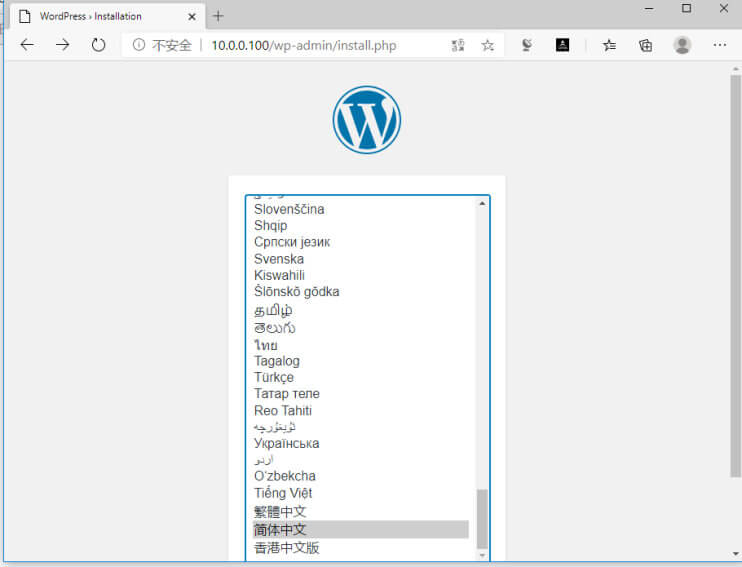 WordPress › Installation
不安全 | 10.0.0.100/wp-admin/install.php
Slovenščina
Shqip
Српски језик
Svenska
Kiswahili
Ślōnskŏ gŏdka
தமிழ்
తెలుగు
ไทย
Tagalog
Türkçe
Татар теле
Reo Tahiti
ئۇيغۇرچە
Українська
اردو
O‘zbekcha
Tiếng Việt
繁體中文
简体中文
香港中文版